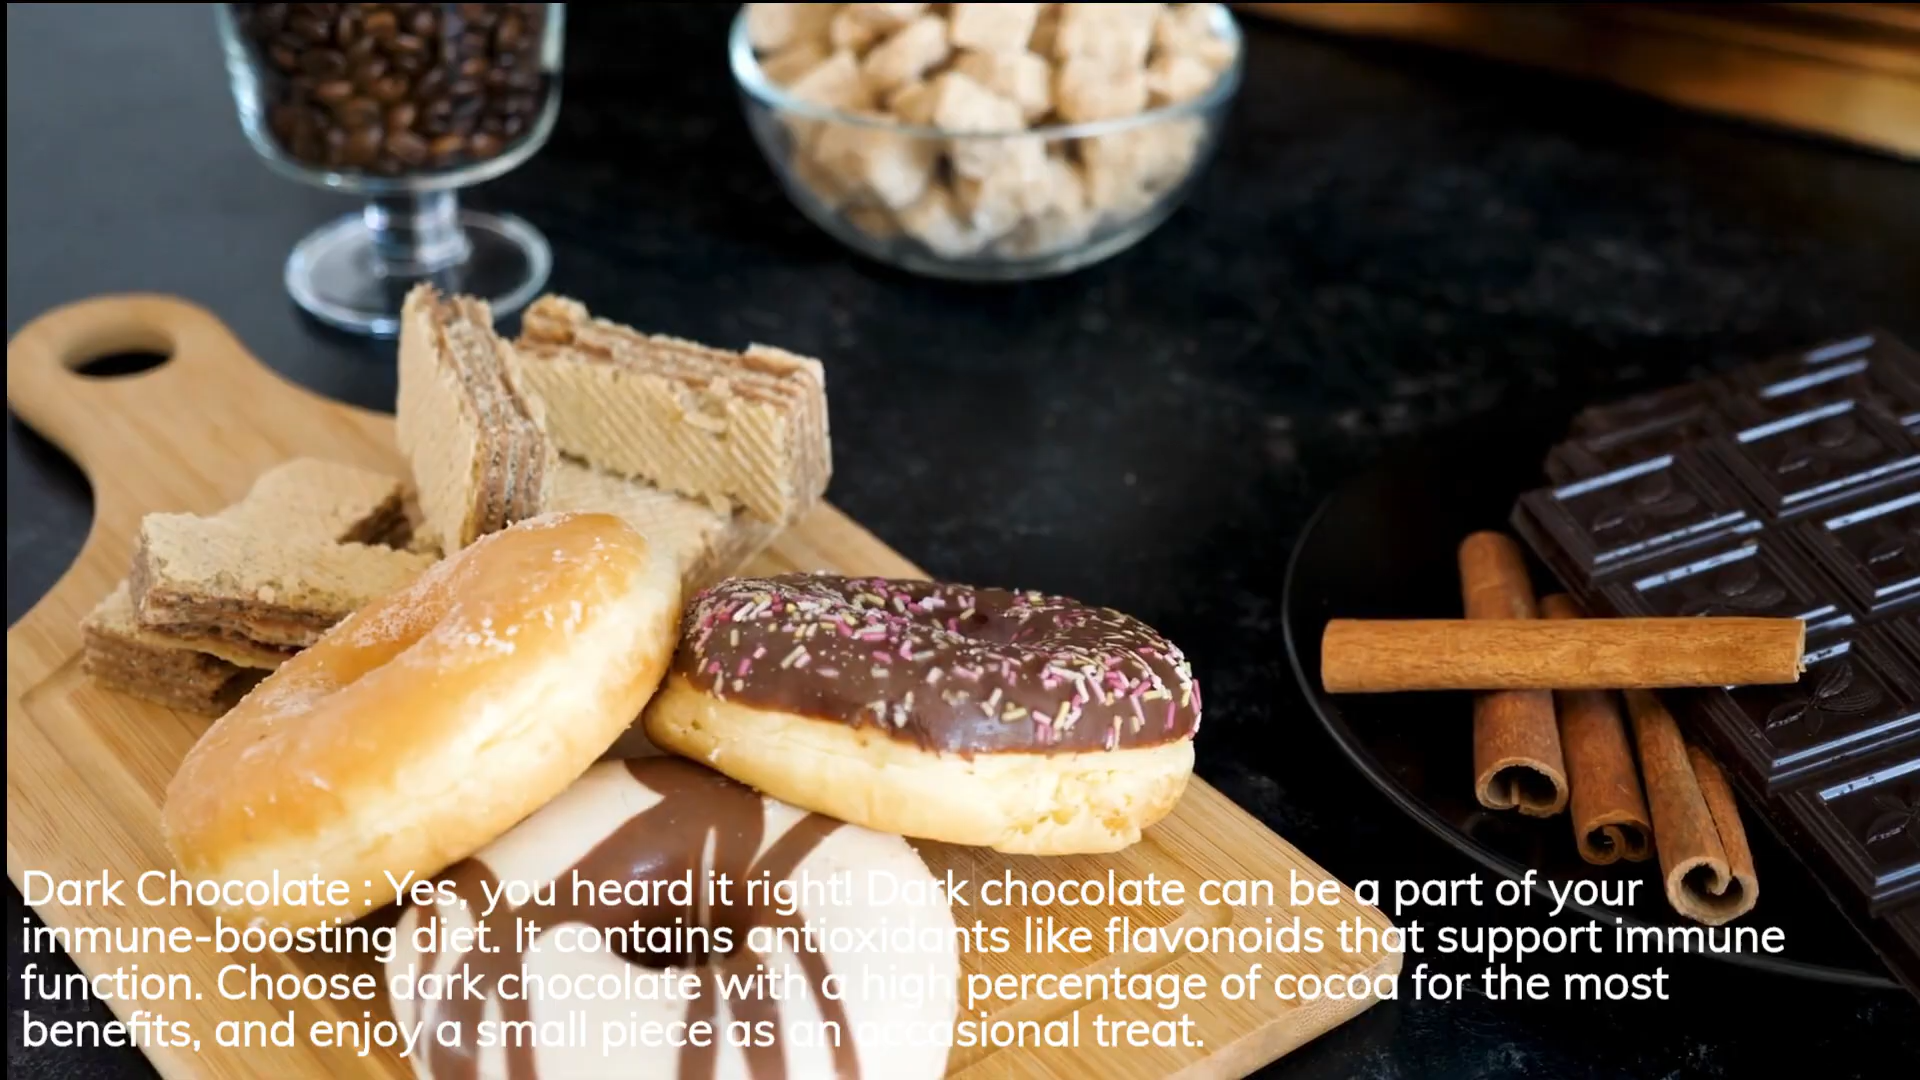 Dark Chocolate : Yes, you heard it right! Dark chocolate can be a part of your
immune-boosting diet. It contains antioxidants like flavonoids that support immune
function. Choose dark chocolate with a high percentage of cocoa for the most
benefits, and enjoy a small piece as an occasional treat.